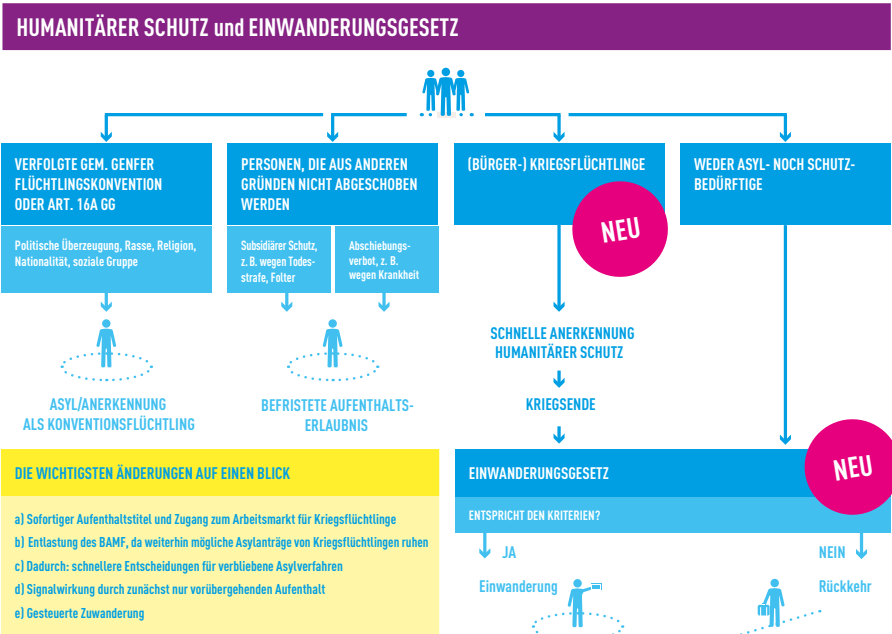 HUMANITÄRER SCHUTZ und EINWANDERUNGSGESETZ
VERFOLGTE GEM. GENFER
FLÜCHTLINGSKONVENTION
ODER ART. 16A GG
Politische Überzeugung, Rasse, Religion,
Nationalität, soziale Gruppe
ASYL/ANERKENNUNG
ALS KONVENTIONSFLÜCHTLING
PERSONEN, DIE AUS ANDEREN
GRÜNDEN NICHT ABGESCHOBEN
WERDEN
Subsidiärer Schutz,
z. B. wegen Todes-
strafe, Folter
Abschiebungs-
verbot, z. B.
wegen Krankheit
BEFRISTETE AUFENTHALTS-
ERLAUBNIS
(BÜRGER-) KRIEGSFLÜCHTLINGE
NEU
SCHNELLE ANERKENNUNG
HUMANITÄRER SCHUTZ
KRIEGSENDE
WEDER ASYL- NOCH SCHUTZ-
BEDÜRFTIGE
DIE WICHTIGSTEN ÄNDERUNGEN AUF EINEN BLICK
a) Sofortiger Aufenthaltstitel und Zugang zum Arbeitsmarkt für Kriegsflüchtlinge
b) Entlastung des BAMF, da weiterhin mögliche Asylanträge von Kriegsflüchtlingen ruhen
c) Dadurch: schnellere Entscheidungen für verbliebene Asylverfahren
d) Signalwirkung durch zunächst nur vorübergehenden Aufenthalt
e) Gesteuerte Zuwanderung
EINWANDERUNGSGESETZ
NEU
ENTSPRICHT DEN KRITERIEN?
JA
Einwanderung
NEIN
Rückkehr